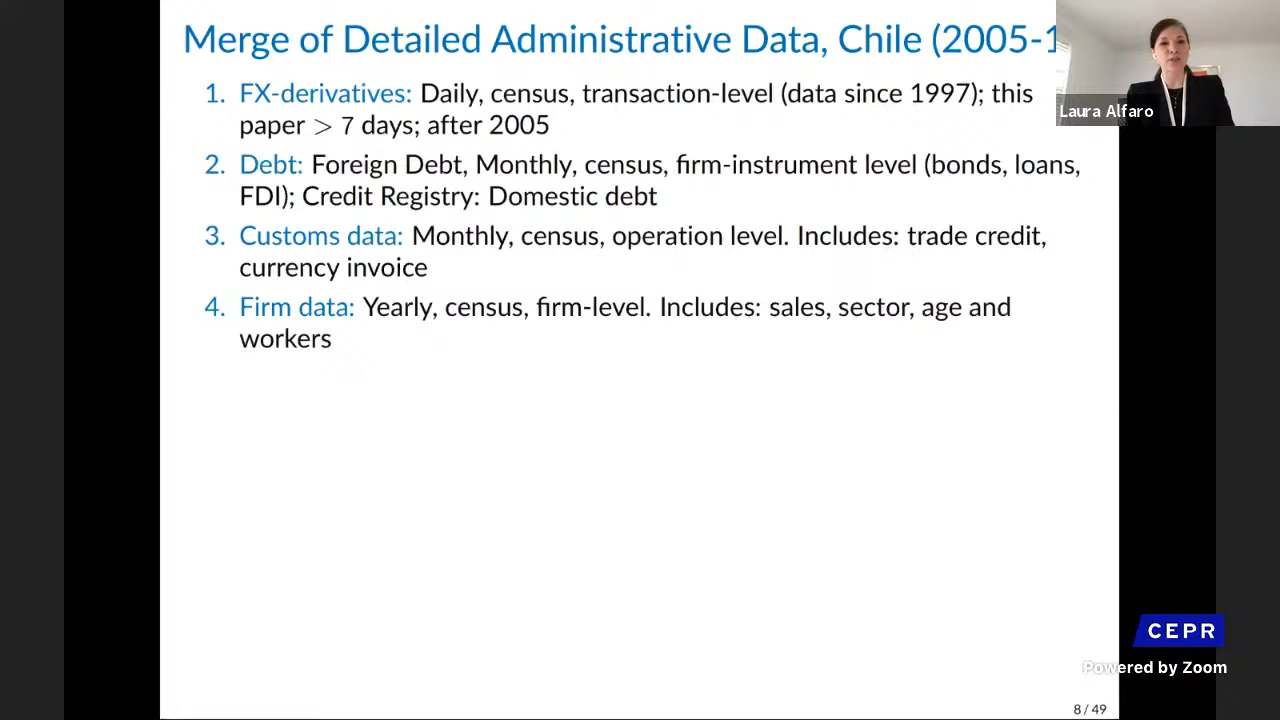 Merge of Detailed Administrative Data, Chile (2005-1
Laura Alfaro
1. FX-derivatives: Daily, census, transaction-level (data since 1997); this
paper > 7 days; after 2005
2. Debt: Foreign Debt, Monthly, census, firm-instrument level (bonds, loans,
FDI); Credit Registry: Domestic debt
3. Customs data: Monthly, census, operation level. Includes: trade credit,
currency invoice
4. Firm data: Yearly, census, firm-level. Includes: sales, sector, age and
workers
CEPR
Powered by Zoom
8 / 49